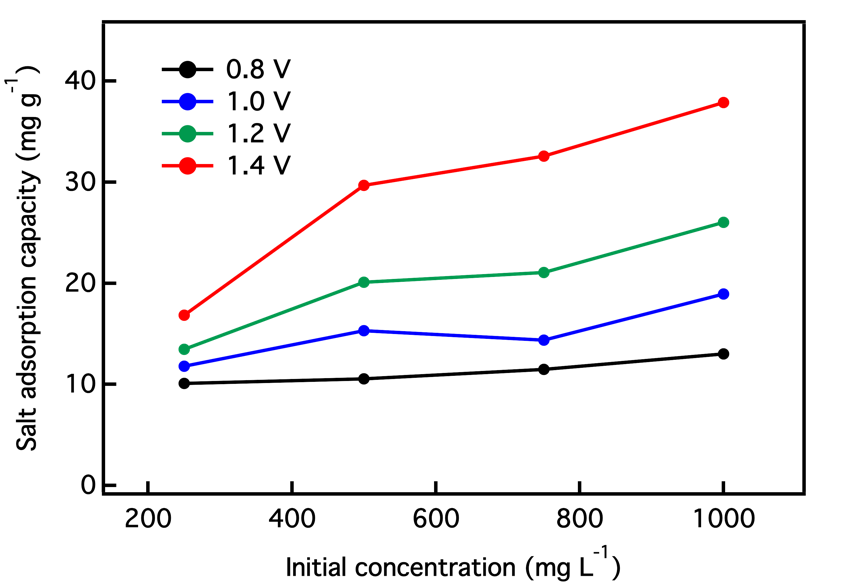 Salt adsorption capacity (mg g⁻¹)
40
30
20
10
0
0.8 V
1.0 V
1.2 V
1.4 V
200 400 600 800 1000
Initial concentration (mg L⁻¹)